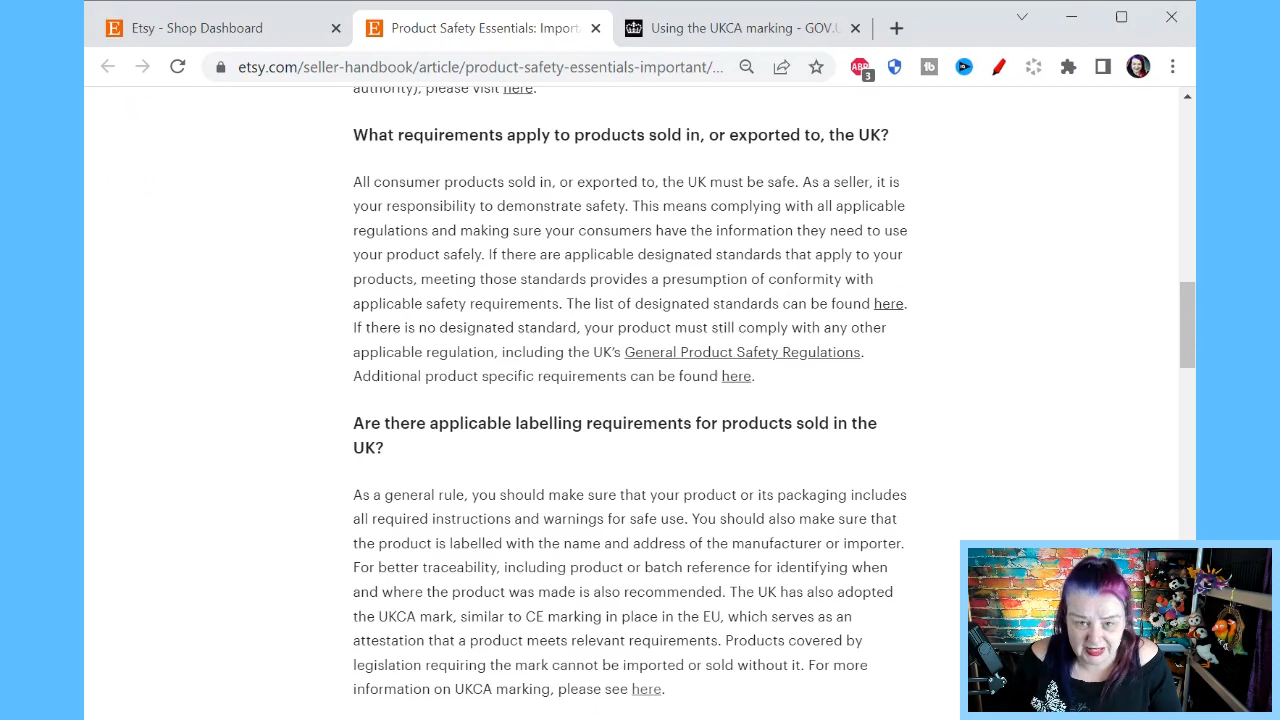 Etsy - Shop Dashboard
Product Safety Essentials: Import
Using the UKCA marking - GOV.U
etsy.com/seller-handbook/article/product-safety-essentials-important/...
ABP
3
tb
authority), please visit here.
What requirements apply to products sold in, or exported to, the UK?
All consumer products sold in, or exported to, the UK must be safe. As a seller, it is
your responsibility to demonstrate safety. This means complying with all applicable
regulations and making sure your consumers have the information they need to use
your product safely. If there are applicable designated standards that apply to your
products, meeting those standards provides a presumption of conformity with
applicable safety requirements. The list of designated standards can be found here.
If there is no designated standard, your product must still comply with any other
applicable regulation, including the UK’s General Product Safety Regulations.
Additional product specific requirements can be found here.
Are there applicable labelling requirements for products sold in the
UK?
As a general rule, you should make sure that your product or its packaging includes
all required instructions and warnings for safe use. You should also make sure that
the product is labelled with the name and address of the manufacturer or importer.
For better traceability, including product or batch reference for identifying when
and where the product was made is also recommended. The UK has also adopted
the UKCA mark, similar to CE marking in place in the EU, which serves as an
attestation that a product meets relevant requirements. Products covered by
legislation requiring the mark cannot be imported or sold without it. For more
information on UKCA marking, please see here.